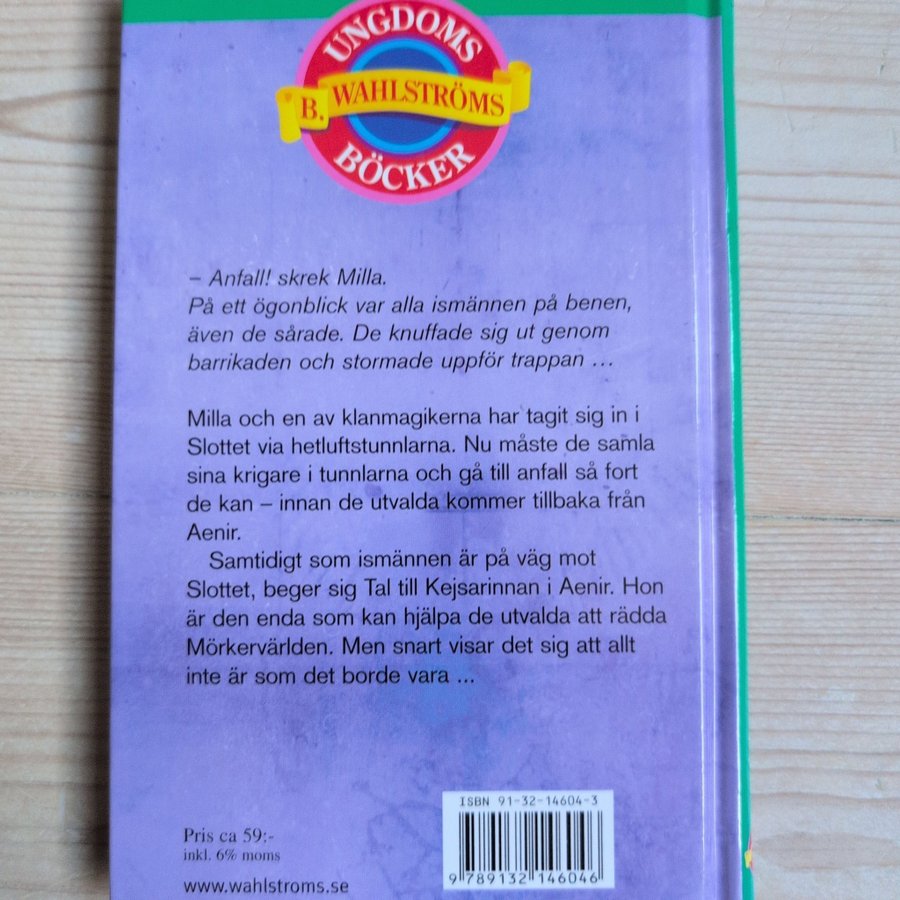 UNGDOMS
B. WAHLSTRÖMS
BÖCKER
– Anfall! skrek Milla.
På ett ögonblick var alla ismännen på benen,
även de sårade. De knuffade sig ut genom
barrikaden och stormade uppför trappan ...
Milla och en av klanmagikerna har tagit sig in i
Slottet via hetluftstunnlarna. Nu måste de samla
sina krigare i tunnlarna och gå till anfall så fort
de kan – innan de utvalda kommer tillbaka från
Aenir.
Samtidigt som ismännen är på väg mot
Slottet, beger sig Tal till Kejsarinnan i Aenir. Hon
är den enda som kan hjälpa de utvalda att rädda
Mörkervärlden. Men snart visar det sig att allt
inte är som det borde vara ...
ISBN 91-32-14604-3
9 789132 146046
Pris ca 59:-
inkl. 6% moms
www.wahlstroms.se